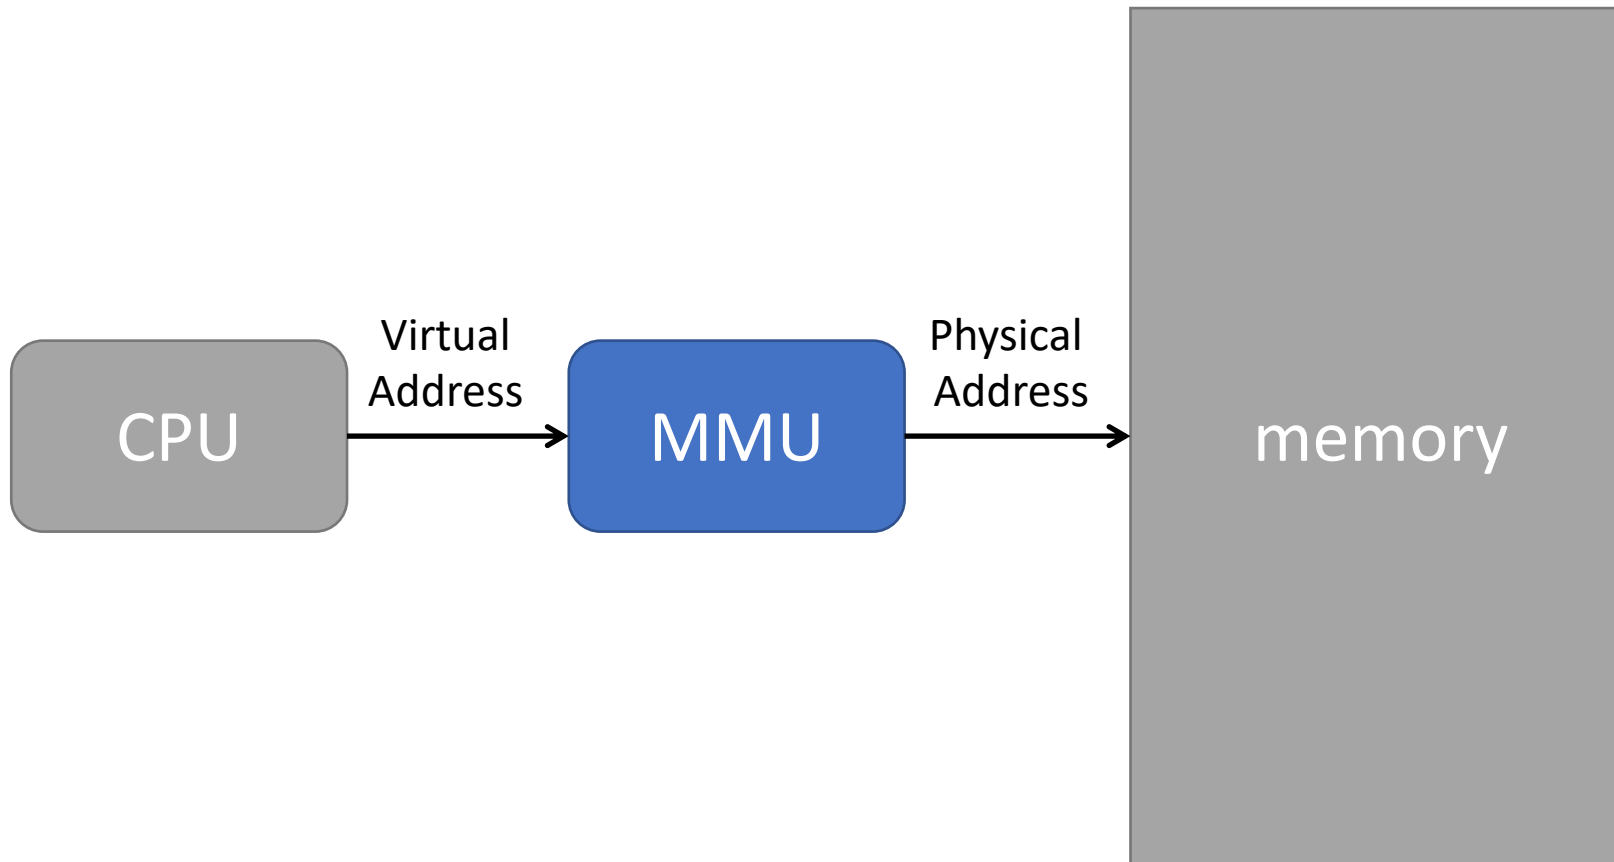 CPU
Virtual
Address
MMU
Physical
Address
memory